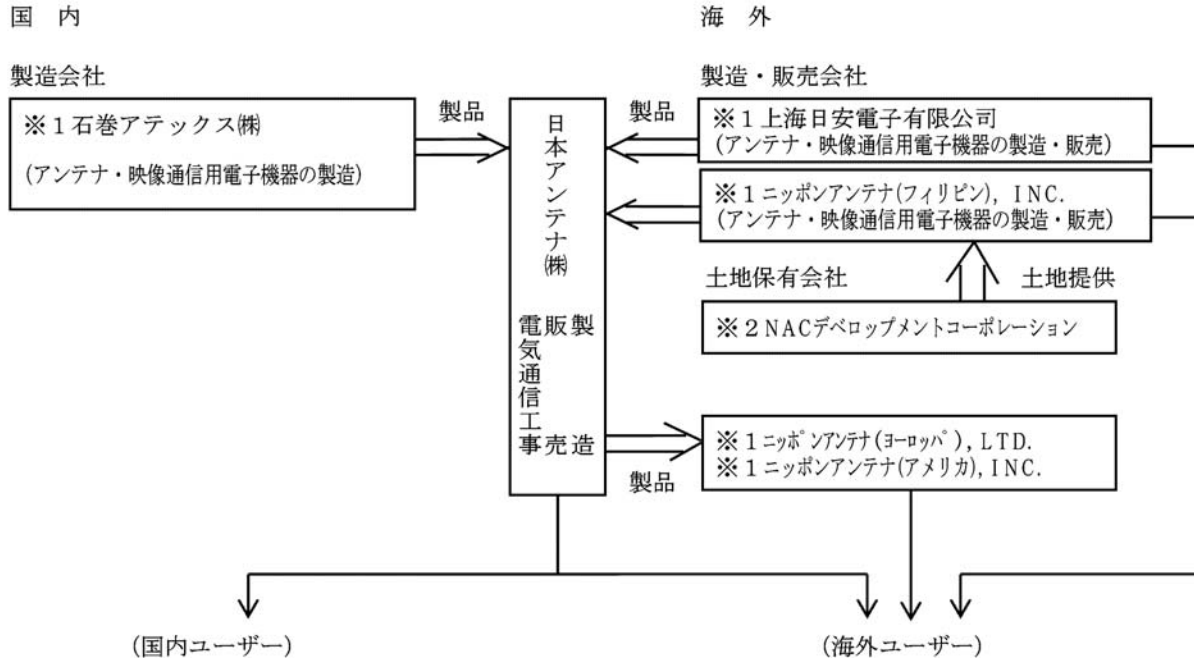 国 内
海 外
製造会社
製造・販売会社
※1石巻アテックス㈱
(アンテナ・映像通信用電子機器の製造)
製品
日本アンテナ㈱
製造
販売
電気通信工事
製品
※1上海日安電子有限公司
(アンテナ・映像通信用電子機器の製造・販売)
※1ニッポンアンテナ(フィリピン), INC.
(アンテナ・映像通信用電子機器の製造・販売)
土地保有会社
土地提供
※2NACデベロップメントコーポレーション
製品
※1ニッポンアンテナ(ヨーロッパ), LTD.
※1ニッポンアンテナ(アメリカ), INC.
(国内ユーザー)
(海外ユーザー)